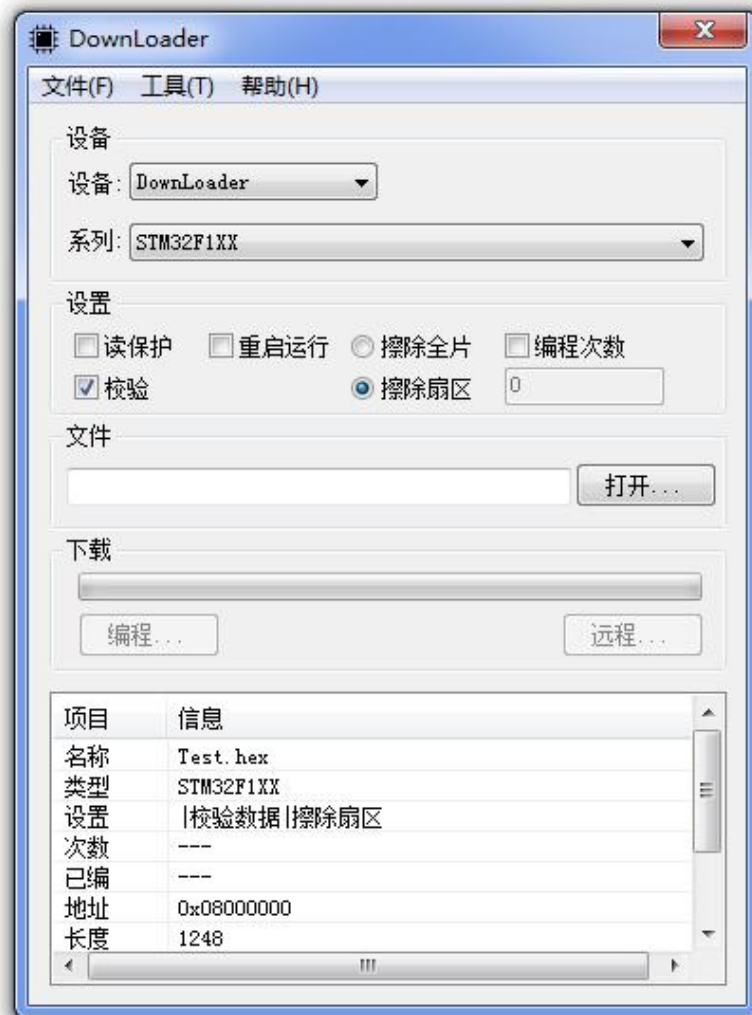 DownLoader
文件(F) 工具(T) 帮助(H)
设备
设备: DownLoader
系列: STM32F1XX
设置
读保护 重启运行 擦除全片 编程次数
校验 擦除扇区 0
文件
打开...
下载
编程... 远程...
项目 信息
名称 Test.hex
类型 STM32F1XX
设置 |校验数据|擦除扇区
次数 ---
已编 ---
地址 0x08000000
长度 1248